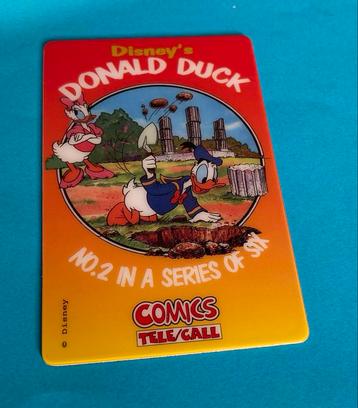 Disney's
DONALD DUCK
NO.2 IN A SERIES OF SIX
COMICS
TELE/CALL
© Disney